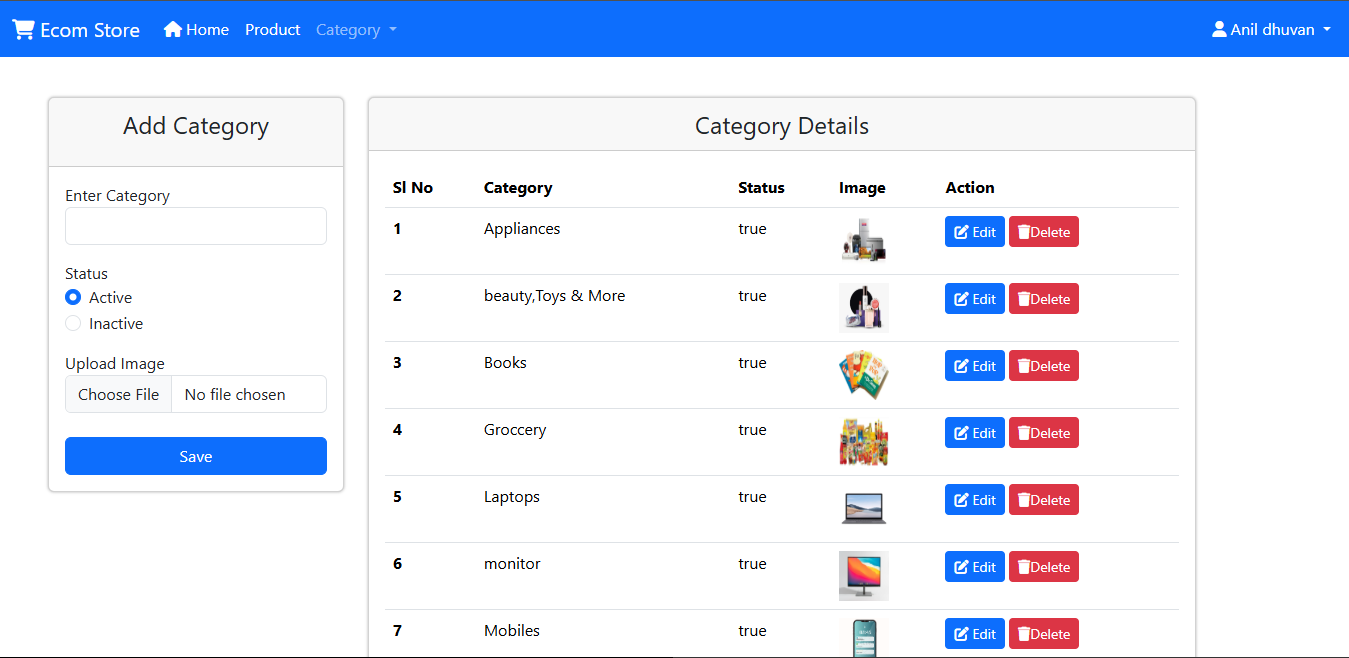 Ecom Store Home Product Category Anil dhuvan
Add Category
Enter Category
Status
Active
Inactive
Upload Image
Choose File No file chosen
Save
Category Details
Sl No Category Status Image Action
1 Appliances true Edit Delete
2 beauty,Toys & More true Edit Delete
3 Books true Edit Delete
4 Groccery true Edit Delete
5 Laptops true Edit Delete
6 monitor true Edit Delete
7 Mobiles true Edit Delete